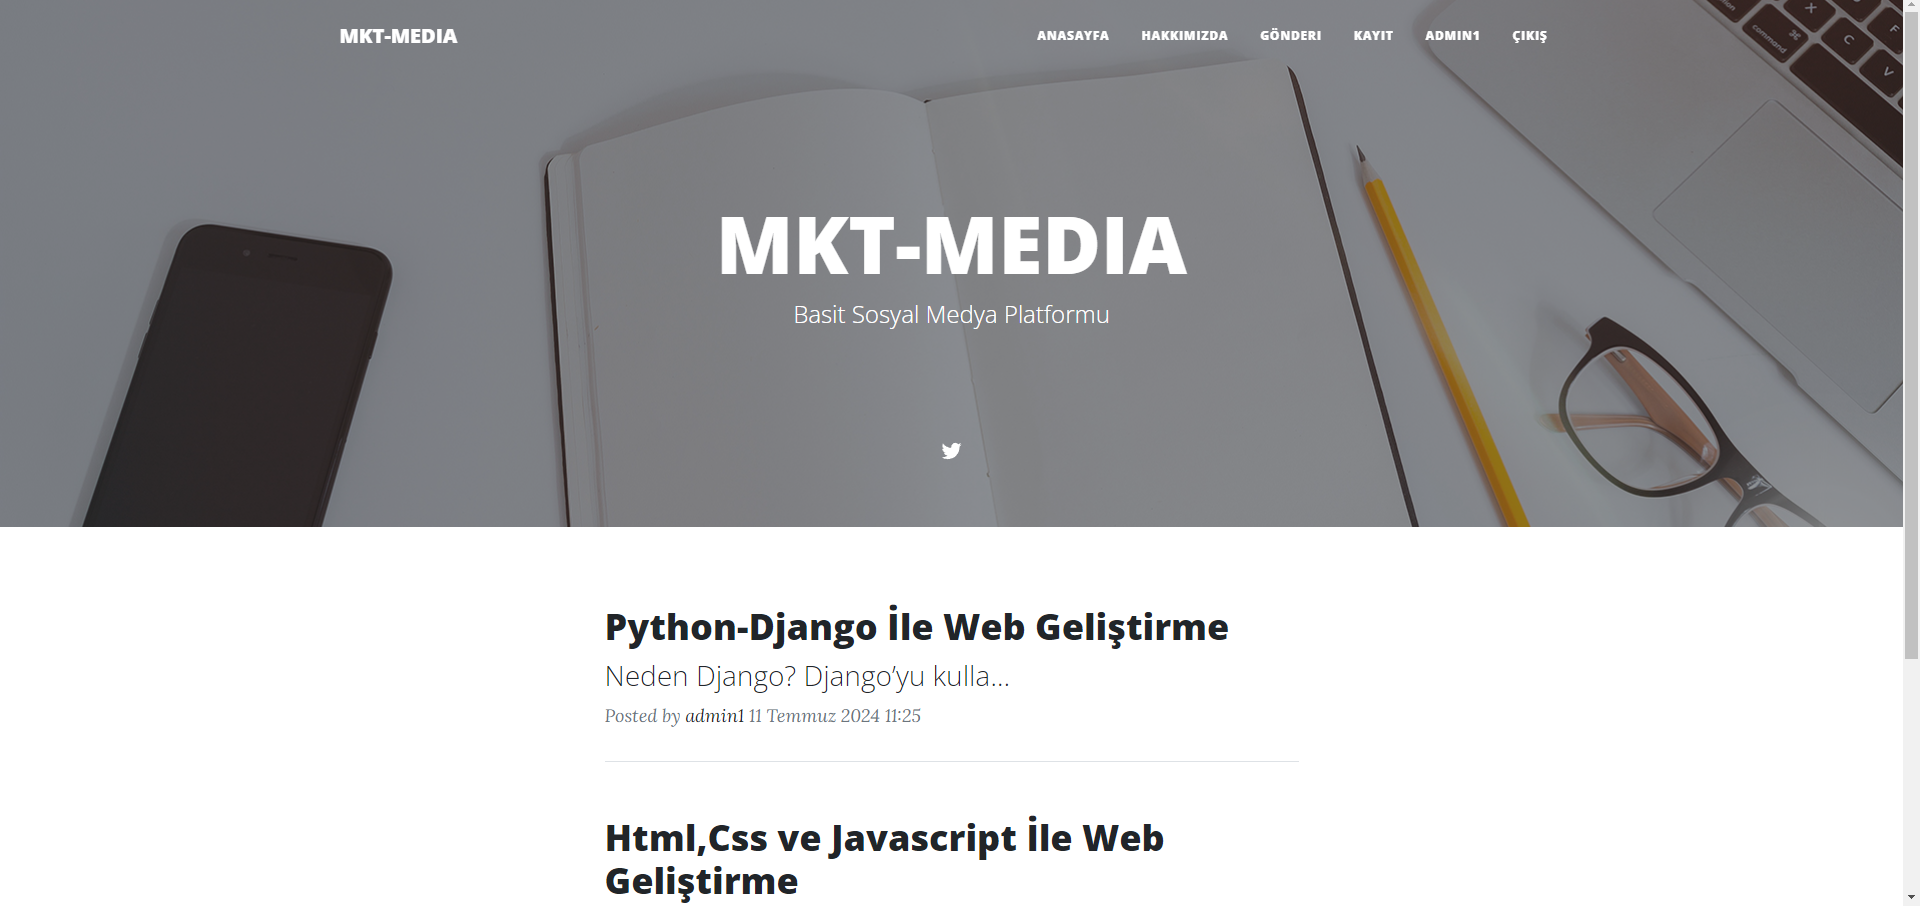 MKT-MEDIA
ANASAYFA HAKKIMIZDA GÖNDERI KAYIT ADMIN1 ÇIKIŞ
command
⌘
X
C
V
F
MKT-MEDIA
Basit Sosyal Medya Platformu
Python-Django İle Web Geliştirme
Neden Django? Django’yu kulla...
Posted by admin1 11 Temmuz 2024 11:25
Html,Css ve Javascript İle Web
Geliştirme